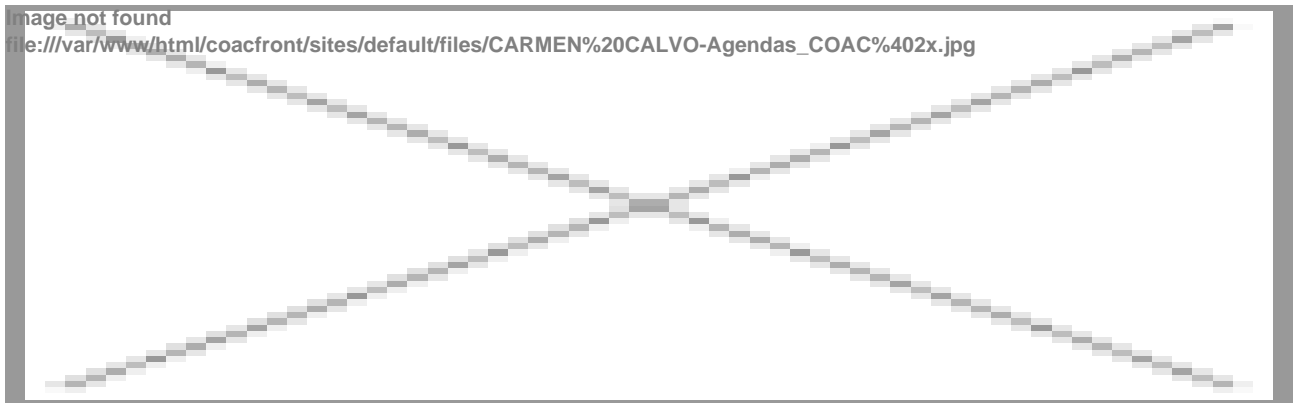 Image not found
file:///var/www/html/coacfront/sites/default/files/CARMEN%20CALVO-Agendas_COAC%402x.jpg